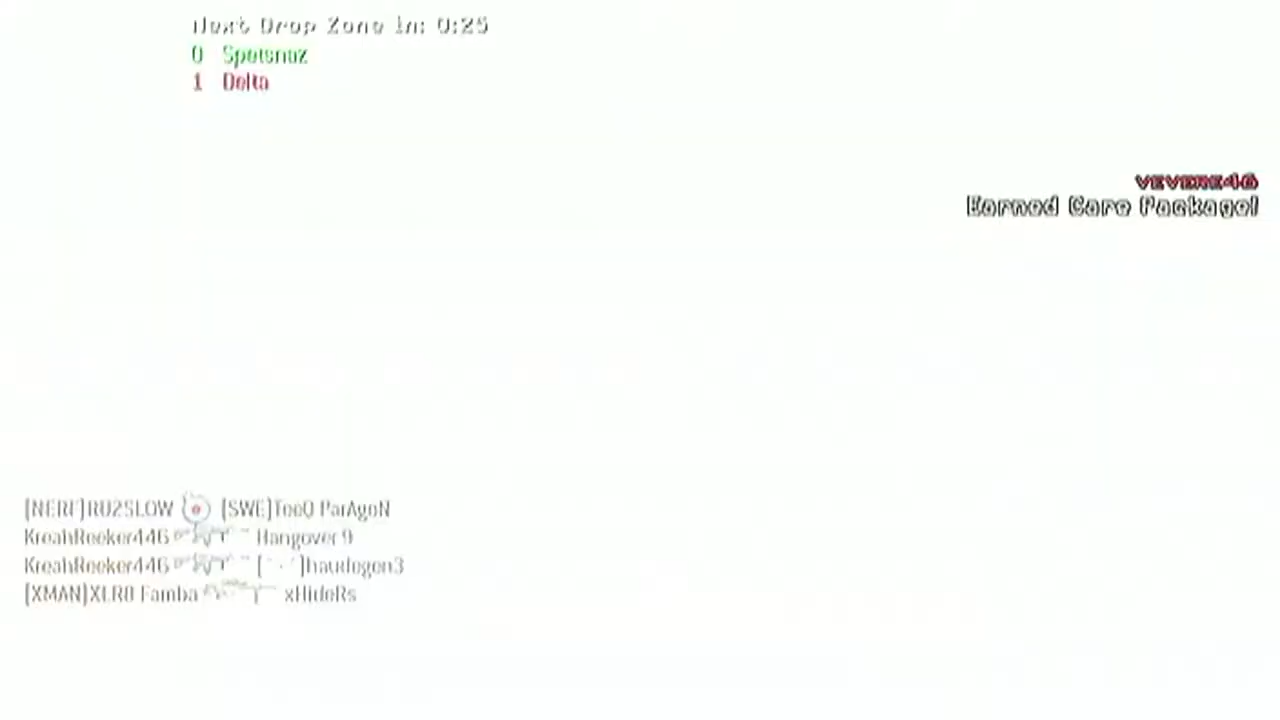 Next Drop Zone in: 0:25
0 Spetsnaz
1 Delta
VEVERE46
Earned Care Package!
[NERF]RU2SLOW [SWE]TooQ ParAgoN
KreahReeker446 Hangover 9
KreahReeker446 haudegen3
[XMAN]XLR8 Famba xHideRs